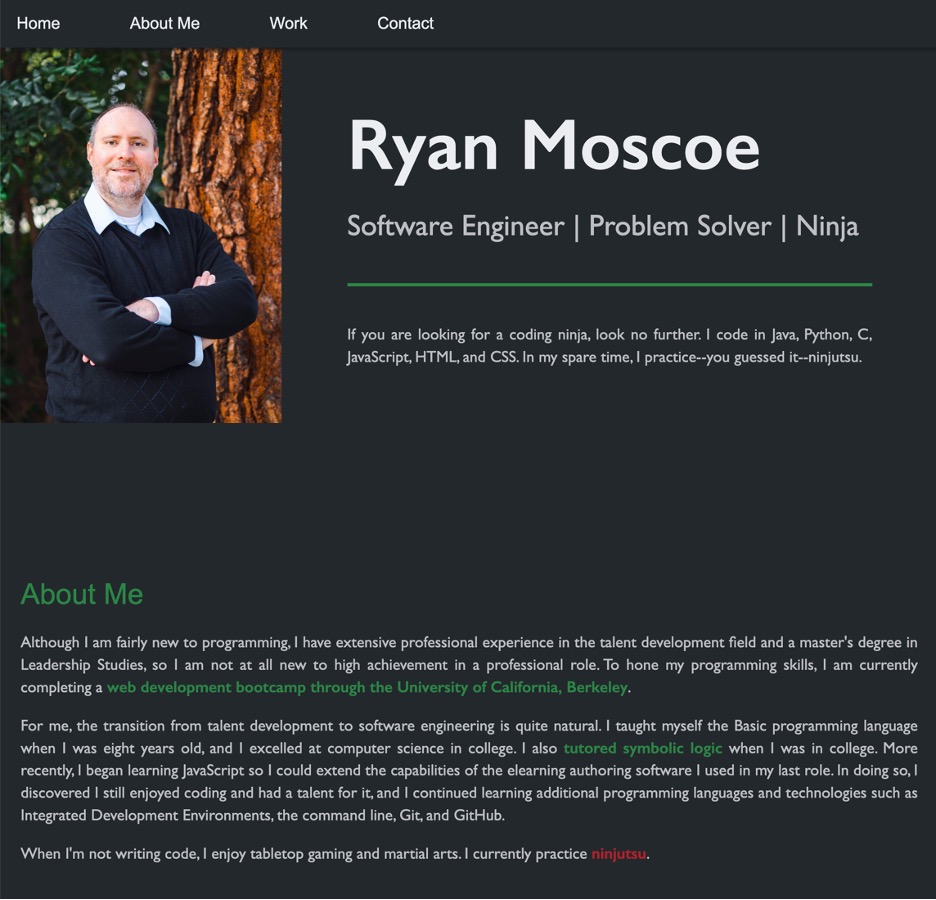 Home About Me Work Contact
Ryan Moscoe
Software Engineer | Problem Solver | Ninja
If you are looking for a coding ninja, look no further. I code in Java, Python, C,
JavaScript, HTML, and CSS. In my spare time, I practice--you guessed it--ninjutsu.
About Me
Although I am fairly new to programming, I have extensive professional experience in the talent development field and a master's degree in
Leadership Studies, so I am not at all new to high achievement in a professional role. To hone my programming skills, I am currently
completing a web development bootcamp through the University of California, Berkeley.
For me, the transition from talent development to software engineering is quite natural. I taught myself the Basic programming language
when I was eight years old, and I excelled at computer science in college. I also tutored symbolic logic when I was in college. More
recently, I began learning JavaScript so I could extend the capabilities of the elearning authoring software I used in my last role. In doing so, I
discovered I still enjoyed coding and had a talent for it, and I continued learning additional programming languages and technologies such as
Integrated Development Environments, the command line, Git, and GitHub.
When I'm not writing code, I enjoy tabletop gaming and martial arts. I currently practice ninjutsu.